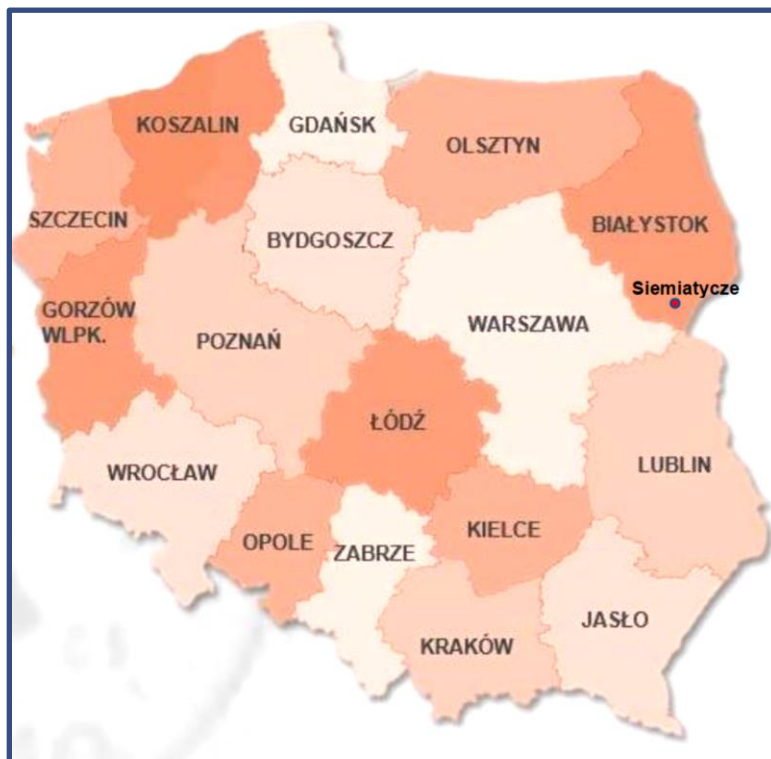 KOSZALIN
GDAŃSK
OLSZTYN
SZCZECIN
BYDGOSZCZ
BIAŁYSTOK
Siemiatycze
GORZÓW
WLPK.
POZNAŃ
WARSZAWA
ŁÓDŹ
WROCŁAW
LUBLIN
OPOLE
ZABRZE
KIELCE
KRAKÓW
JASŁO